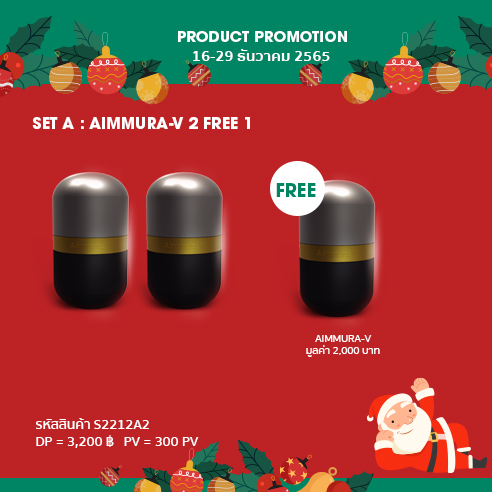 PRODUCT PROMOTION
16-29 ธันวาคม 2565
SET A : AIMMURA-V 2 FREE 1
FREE
AIMMURA-V
มูลค่า 2,000 บาท
รหัสสินค้า S2212A2
DP = 3,200 ฿ PV = 300 PV